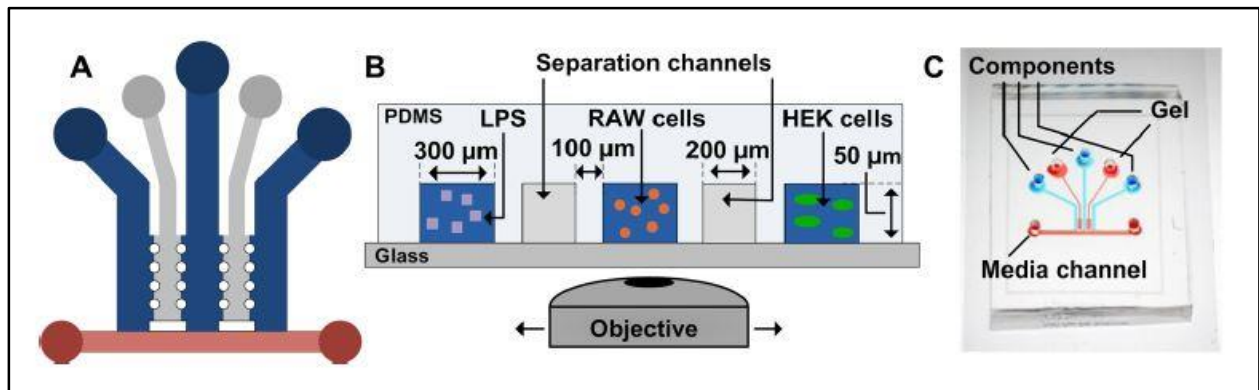 A
B
Separation channels
PDMS
LPS
RAW cells
HEK cells
300 µm
100 µm
200 µm
50 µm
Glass
Objective
C
Components
Gel
Media channel